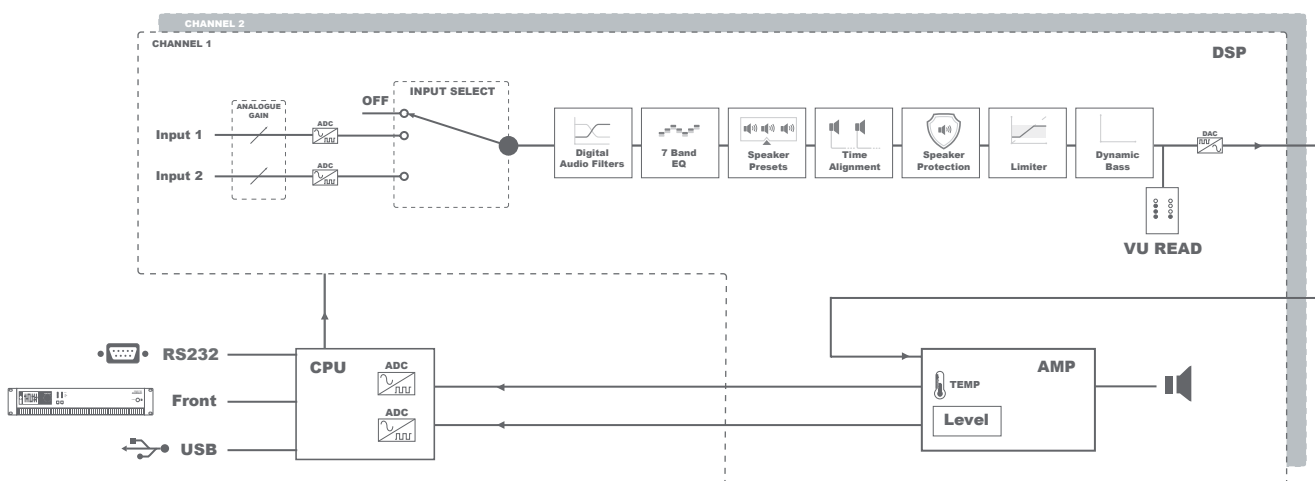 CHANNEL 2
CHANNEL 1
DSP
ANALOGUE
GAIN
OFF
INPUT SELECT
Input 1
ADC
Input 2
ADC
Digital
Audio Filters
7 Band
EQ
Speaker
Presets
Time
Alignment
Speaker
Protection
Limiter
Dynamic
Bass
DAC
VU READ
RS232
Front
USB
CPU
ADC
ADC
AMP
TEMP
Level